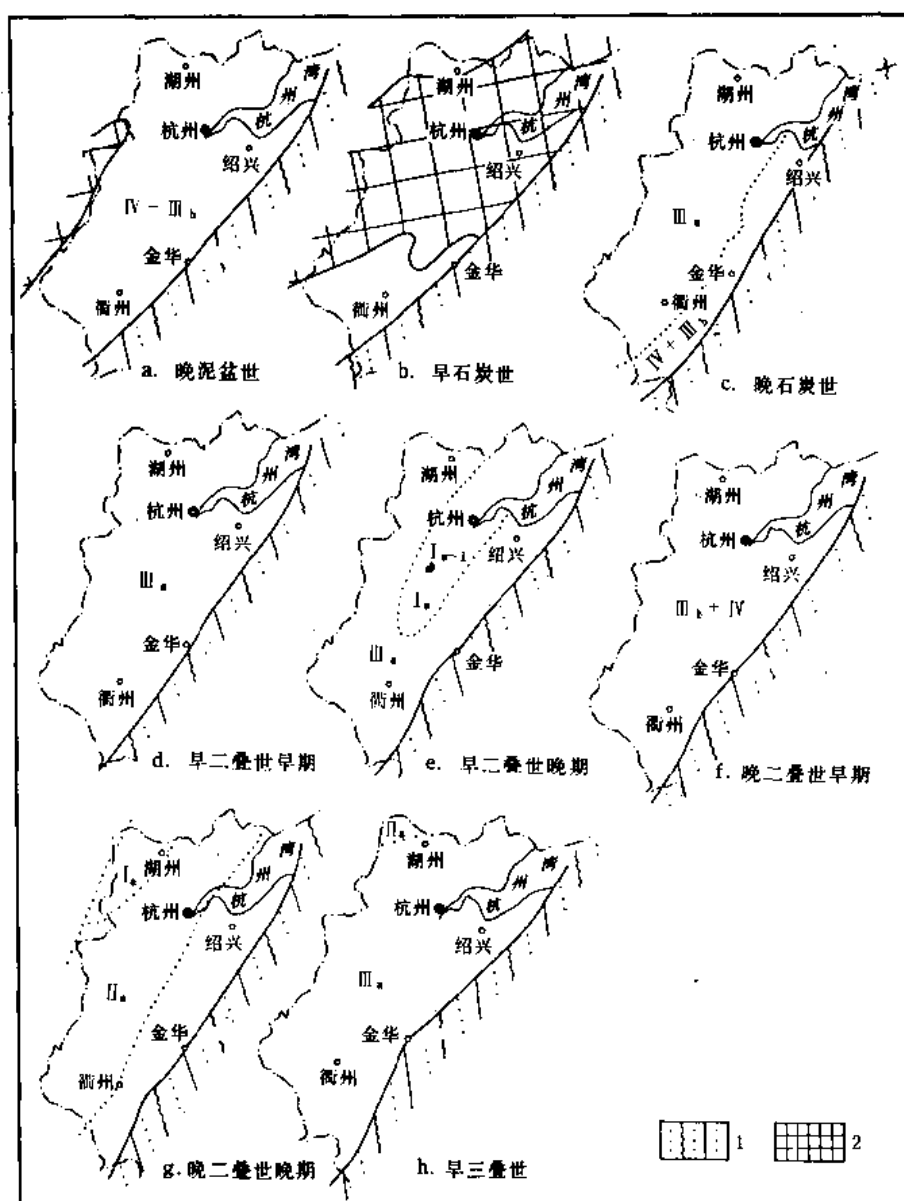 湖州
杭州
杭 州 湾
绍兴
Ⅳ-Ⅲb
金华
衢州
a. 晚泥盆世
湖州
杭州
杭 州 湾
绍兴
金华
衢州
b. 早石炭世
湖州
杭州
杭 州 湾
绍兴
Ⅲa
金华
衢州
Ⅳ+Ⅲb
c. 晚石炭世
湖州
杭州
杭 州 湾
绍兴
Ⅲa
金华
衢州
d. 早二叠世早期
湖州
杭州
杭 州 湾
绍兴
Ⅲa
金华
衢州
e. 早二叠世晚期
湖州
杭州
杭 州 湾
绍兴
Ⅲb+Ⅳ
金华
衢州
f. 晚二叠世早期
湖州
杭州
杭 州 湾
绍兴
Ⅱa
金华
衢州
g. 晚二叠世晚期
湖州
杭州
杭 州 湾
绍兴
Ⅲa
金华
衢州
h. 早三叠世
1
2